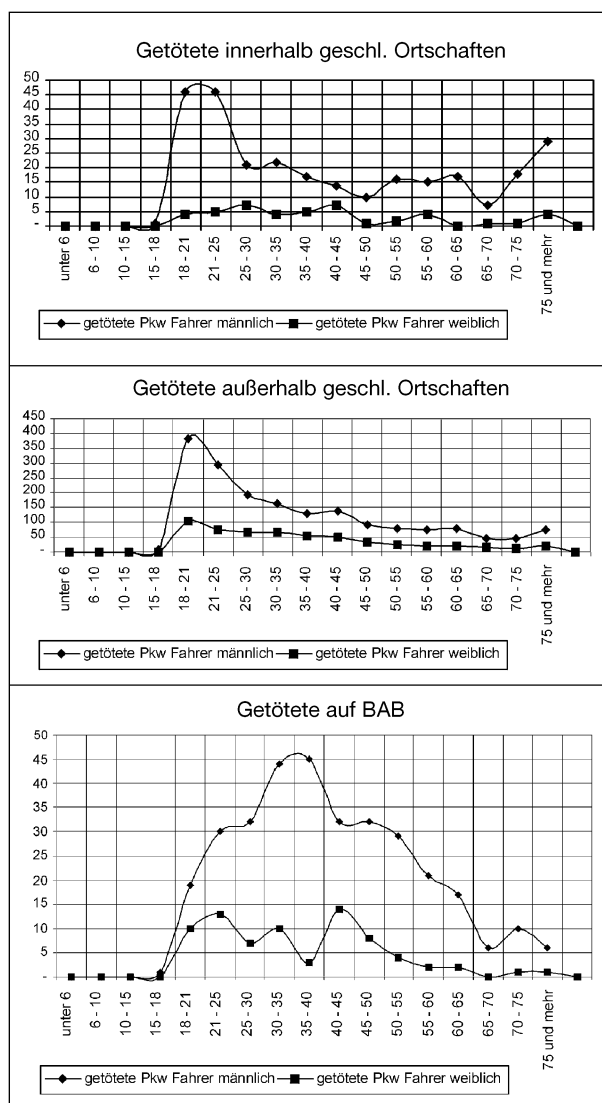 Getötete innerhalb geschl. Ortschaften
50
45
40
35
30
25
20
15
10
5
-
unter 6
6 - 10
10 - 15
15 - 18
18 - 21
21 - 25
25 - 30
30 - 35
35 - 40
40 - 45
45 - 50
50 - 55
55 - 60
60 - 65
65 - 70
70 - 75
75 und mehr
getötete Pkw Fahrer männlich
getötete Pkw Fahrer weiblich
Getötete außerhalb geschl. Ortschaften
450
400
350
300
250
200
150
100
50
-
unter 6
6 - 10
10 - 15
15 - 18
18 - 21
21 - 25
25 - 30
30 - 35
35 - 40
40 - 45
45 - 50
50 - 55
55 - 60
60 - 65
65 - 70
70 - 75
75 und mehr
getötete Pkw Fahrer männlich
getötete Pkw Fahrer weiblich
Getötete auf BAB
50
45
40
35
30
25
20
15
10
5
-
unter 6
6 - 10
10 - 15
15 - 18
18 - 21
21 - 25
25 - 30
30 - 35
35 - 40
40 - 45
45 - 50
50 - 55
55 - 60
60 - 65
65 - 70
70 - 75
75 und mehr
getötete Pkw Fahrer männlich
getötete Pkw Fahrer weiblich